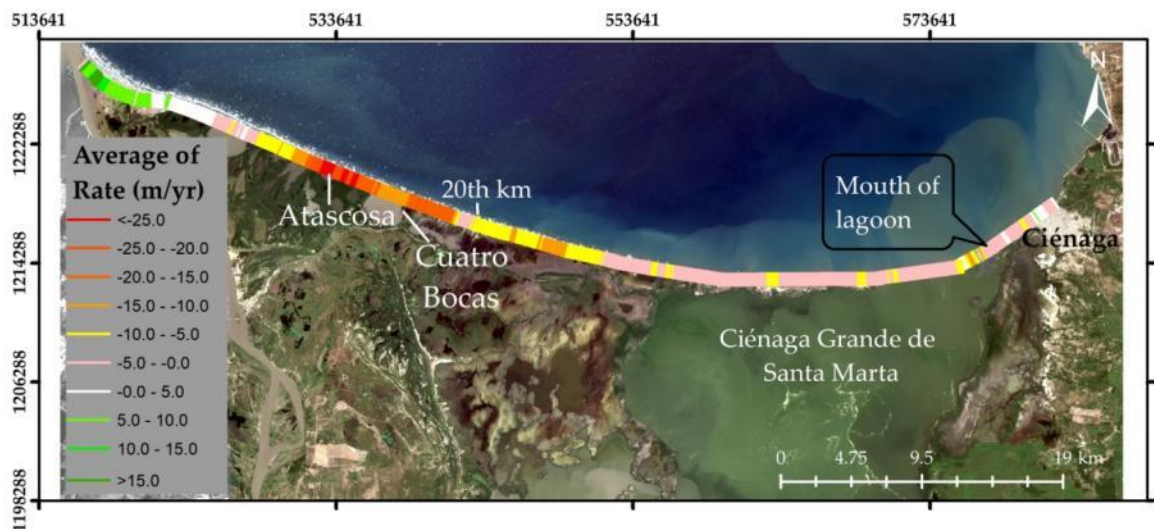 513641
533641
553641
573641
N
1222288
1214288
1206288
1198288
Average of
Rate (m/yr)
<-25.0
-25.0 - -20.0
-20.0 - -15.0
-15.0 - -10.0
-10.0 - -5.0
-5.0 - -0.0
-0.0 - 5.0
5.0 - 10.0
10.0 - 15.0
>15.0
Atascosa
Cuatro
Bocas
20th km
Mouth of
lagoon
Ciénaga
Ciénaga Grande de
Santa Marta
0 4.75 9.5 19 km